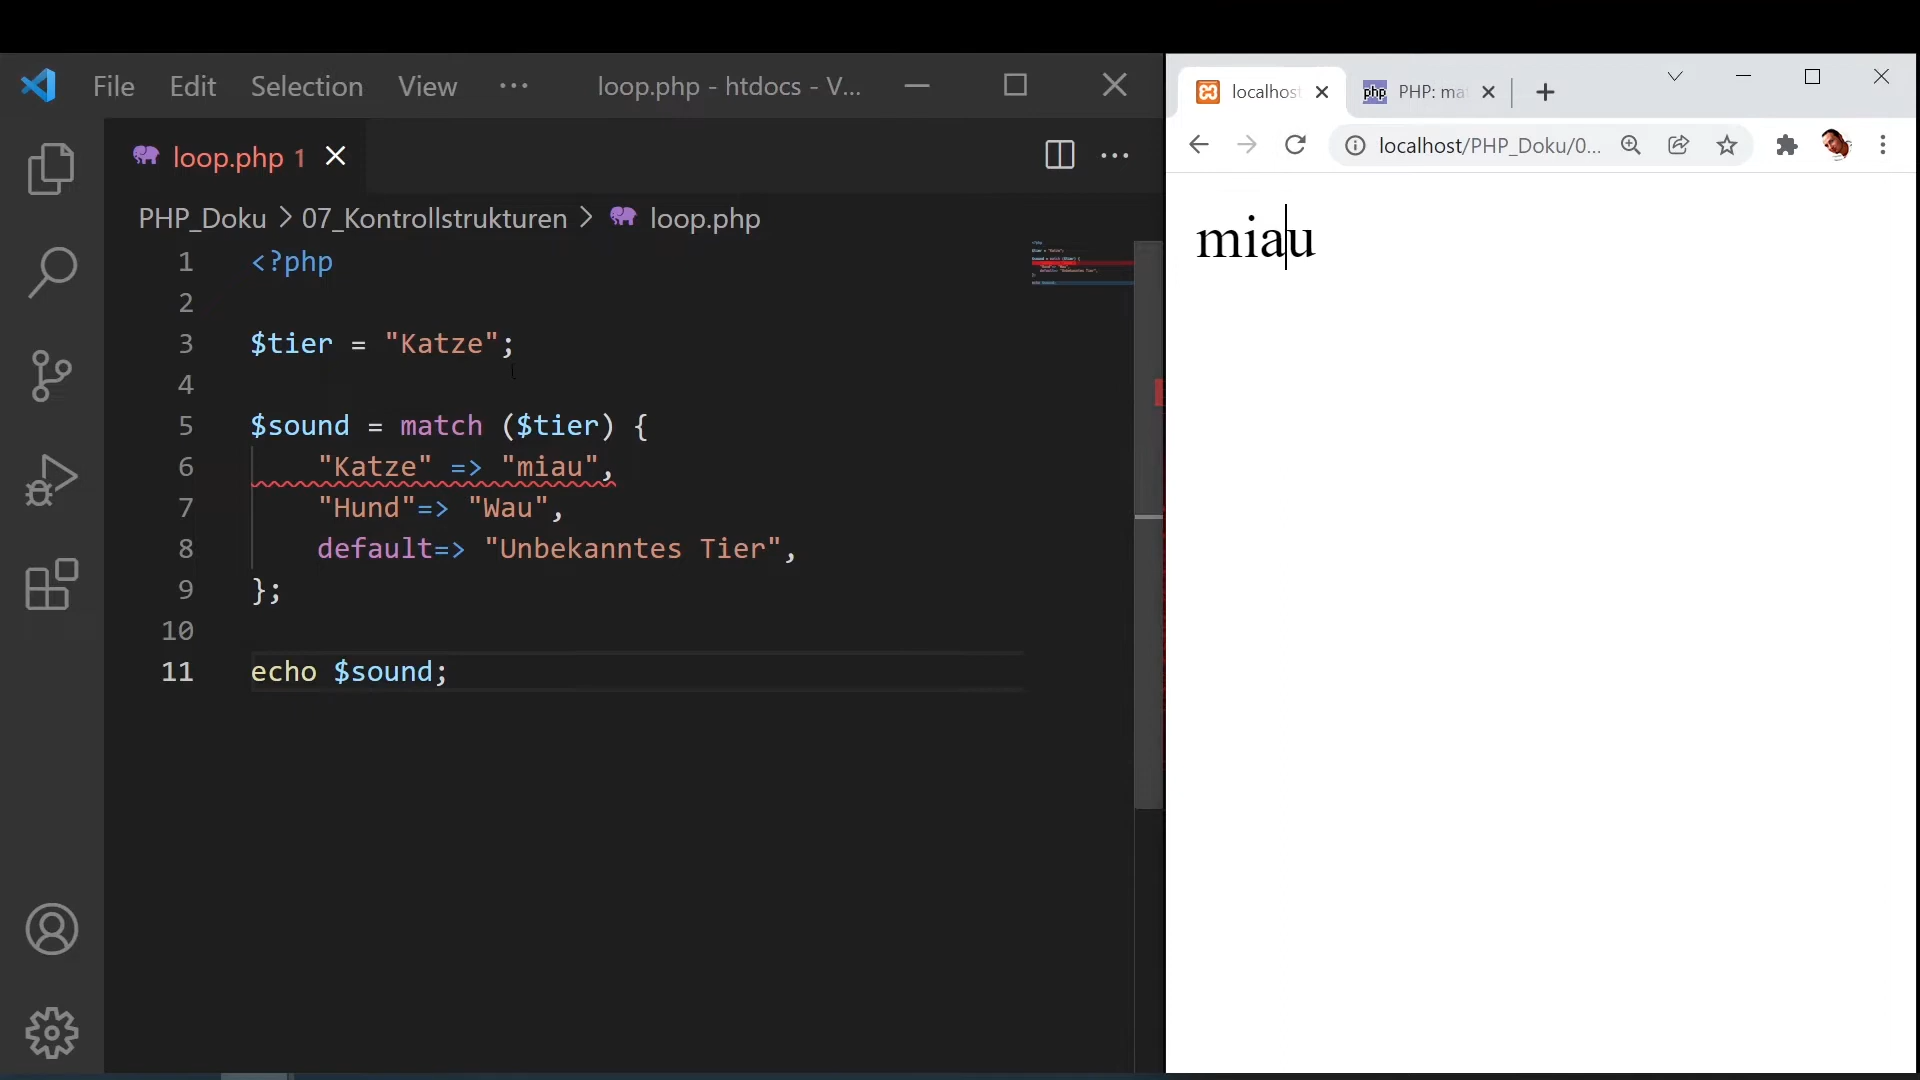 File Edit Selection View ··· loop.php - htdocs - V...
loop.php 1
PHP_Doku > 07_Kontrollstrukturen > loop.php
1 <?php
2
3 $tier = "Katze";
4
5 $sound = match ($tier) {
6 "Katze" => "miau",
7 "Hund"=> "Wau",
8 default=> "Unbekanntes Tier",
9 };
10
11 echo $sound;
localhos
php PHP: ma
localhost/PHP_Doku/0...
miau